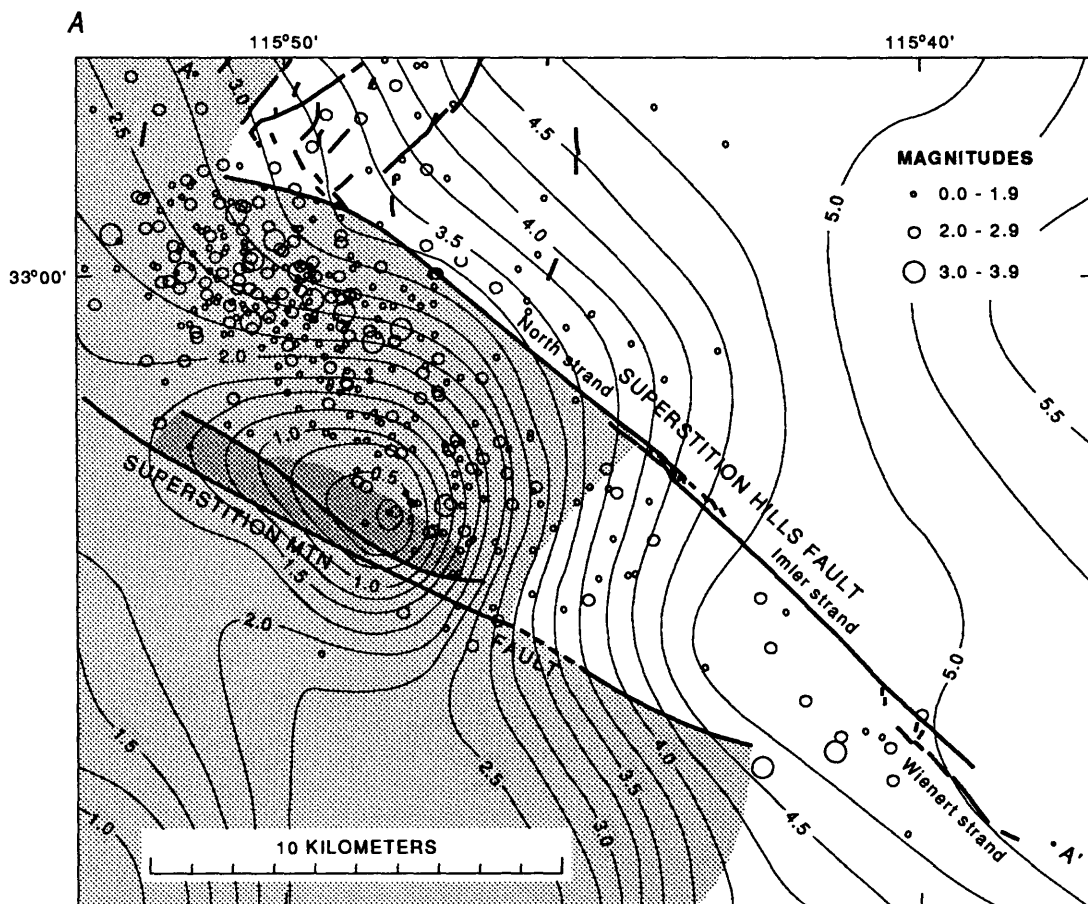 A
115°50'
115°40'
A
3.0
2.5
4.5
MAGNITUDES
0.0 - 1.9
2.0 - 2.9
3.0 - 3.9
5.0
4.0
3.5
33°00'
North strand
2.0
SUPERSTITION HILLS FAULT
5.5
1.0
0.5
SUPERSTITION MTN
FAULT
Imler strand
1.0
1.5
2.0
5.0
1.5
2.5
4.0
3.5
Wienert strand
1.0
3.0
4.5
10 KILOMETERS
A'